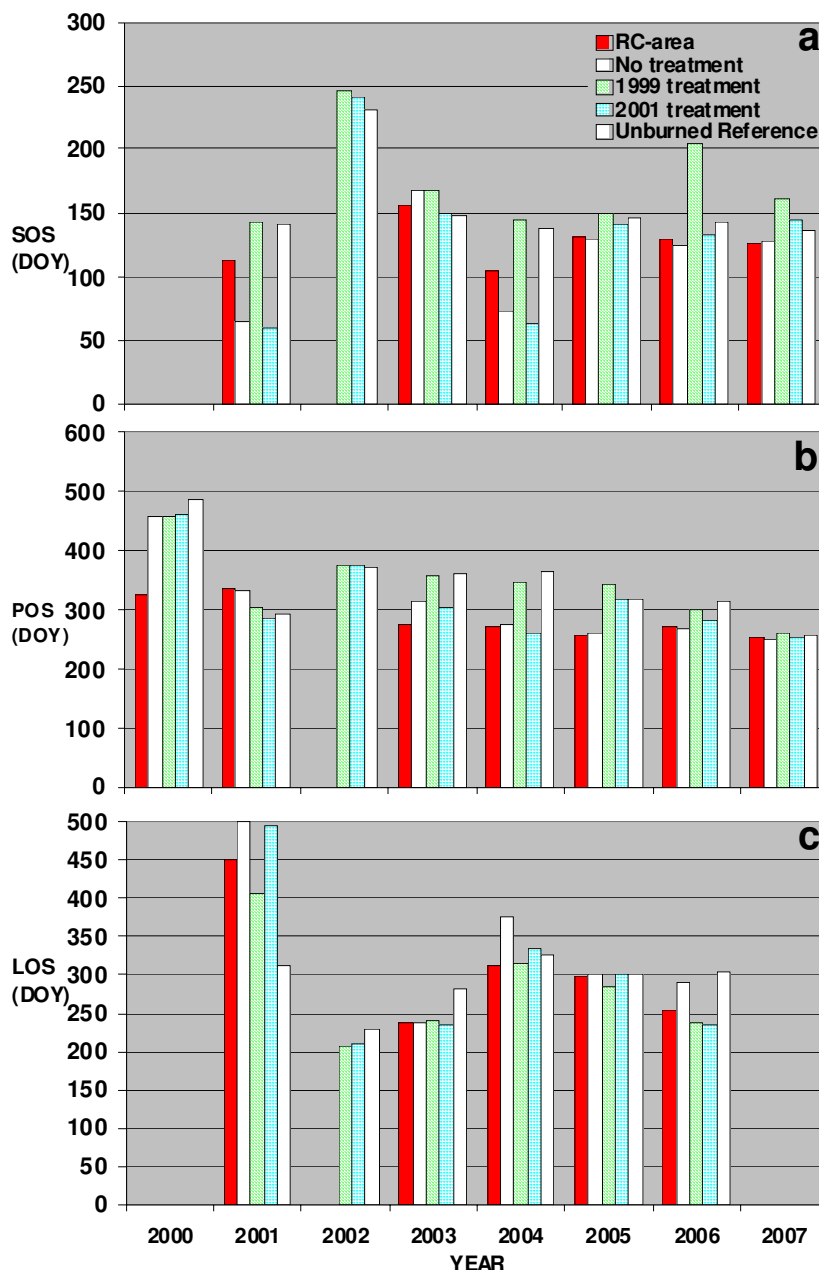 300
250
200
150
100
50
0
SOS
(DOY)
RC-area
No treatment
1999 treatment
2001 treatment
Unburned Reference
a
600
500
400
300
200
100
0
POS
(DOY)
b
500
450
400
350
300
250
200
150
100
50
0
LOS
(DOY)
c
2000 2001 2002 2003 2004 2005 2006 2007
YEAR